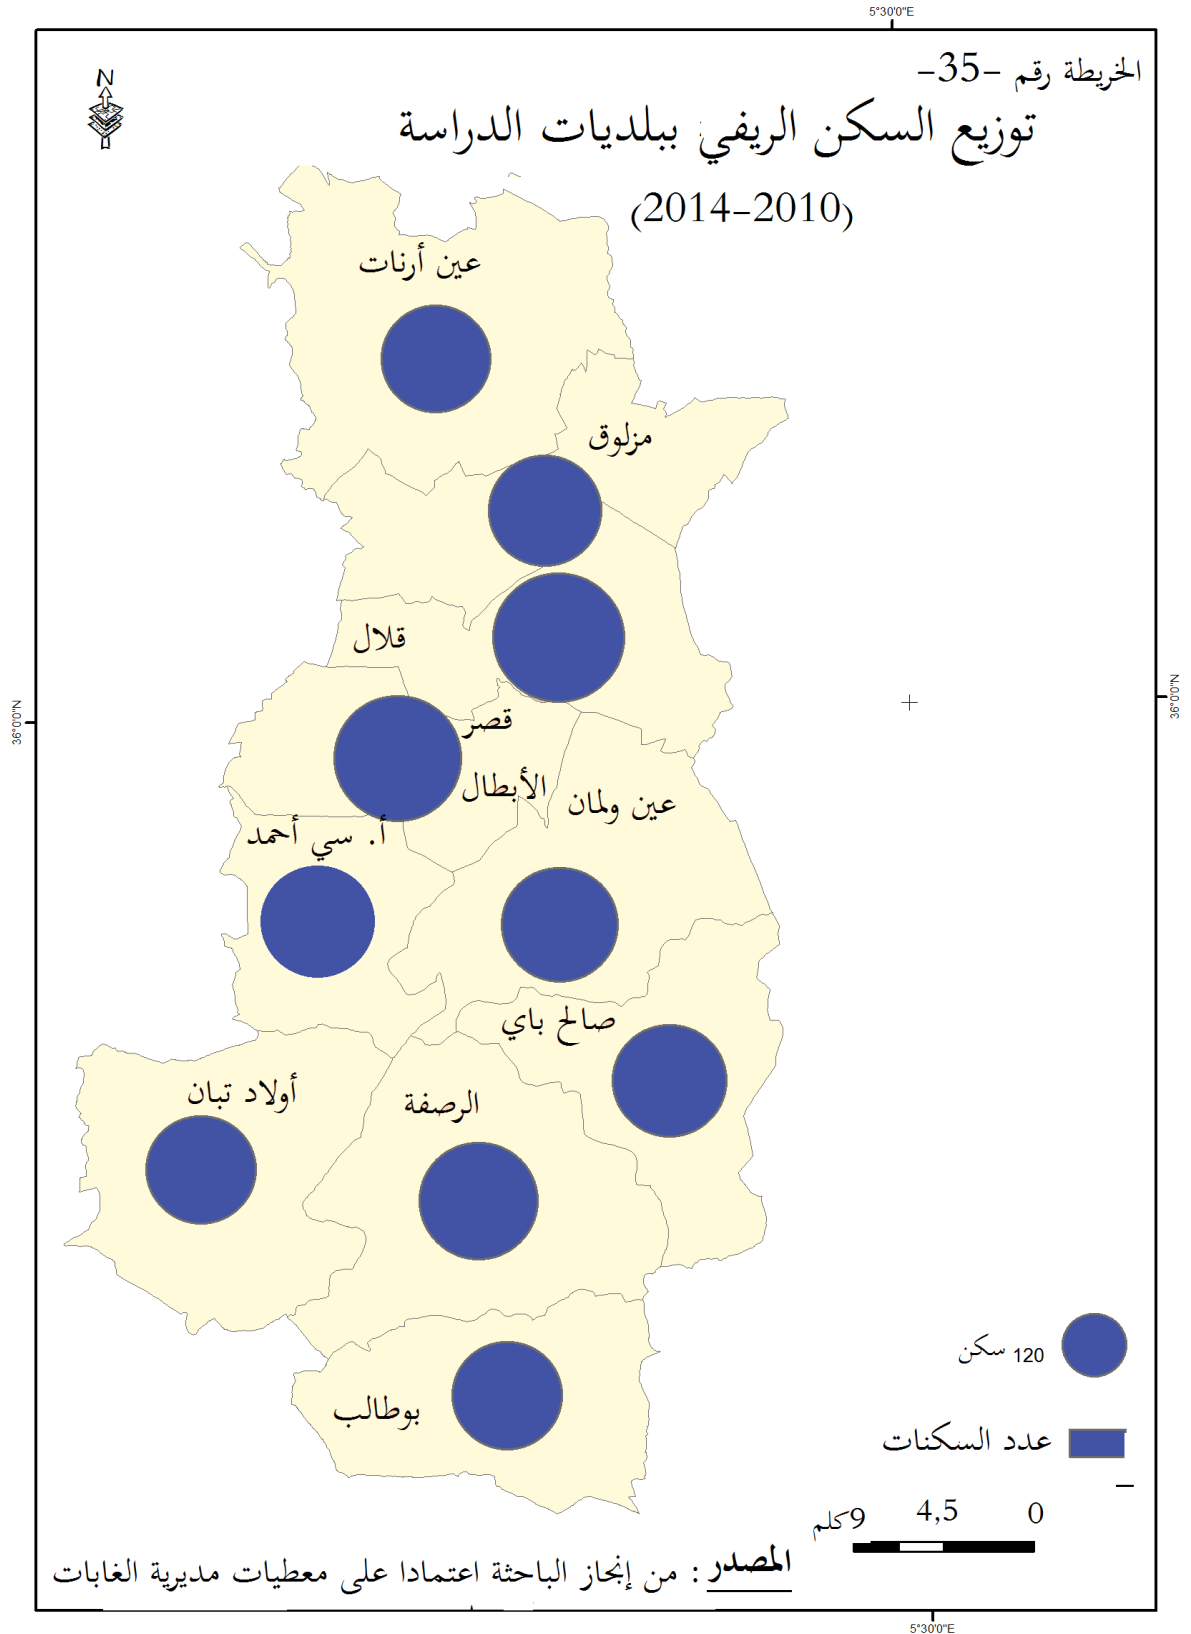 5°30'0"E
الخريطة رقم -35-
N
توزيع السكن الريفي ببلديات الدراسة
(2014-2010)
عين أرنات
مزلوق
قلال
36°0'0"N
36°0'0"N
قصر
الأبطال
عين ولمان
أ. سي أحمد
صالح باي
أولاد تبان
الرصفة
بوطالب
120 سكن
عدد السكنات
0 4,5 9كلم
المصدر : من إنجاز الباحثة اعتمادا على معطيات مديرية الغابات
5°30'0"E